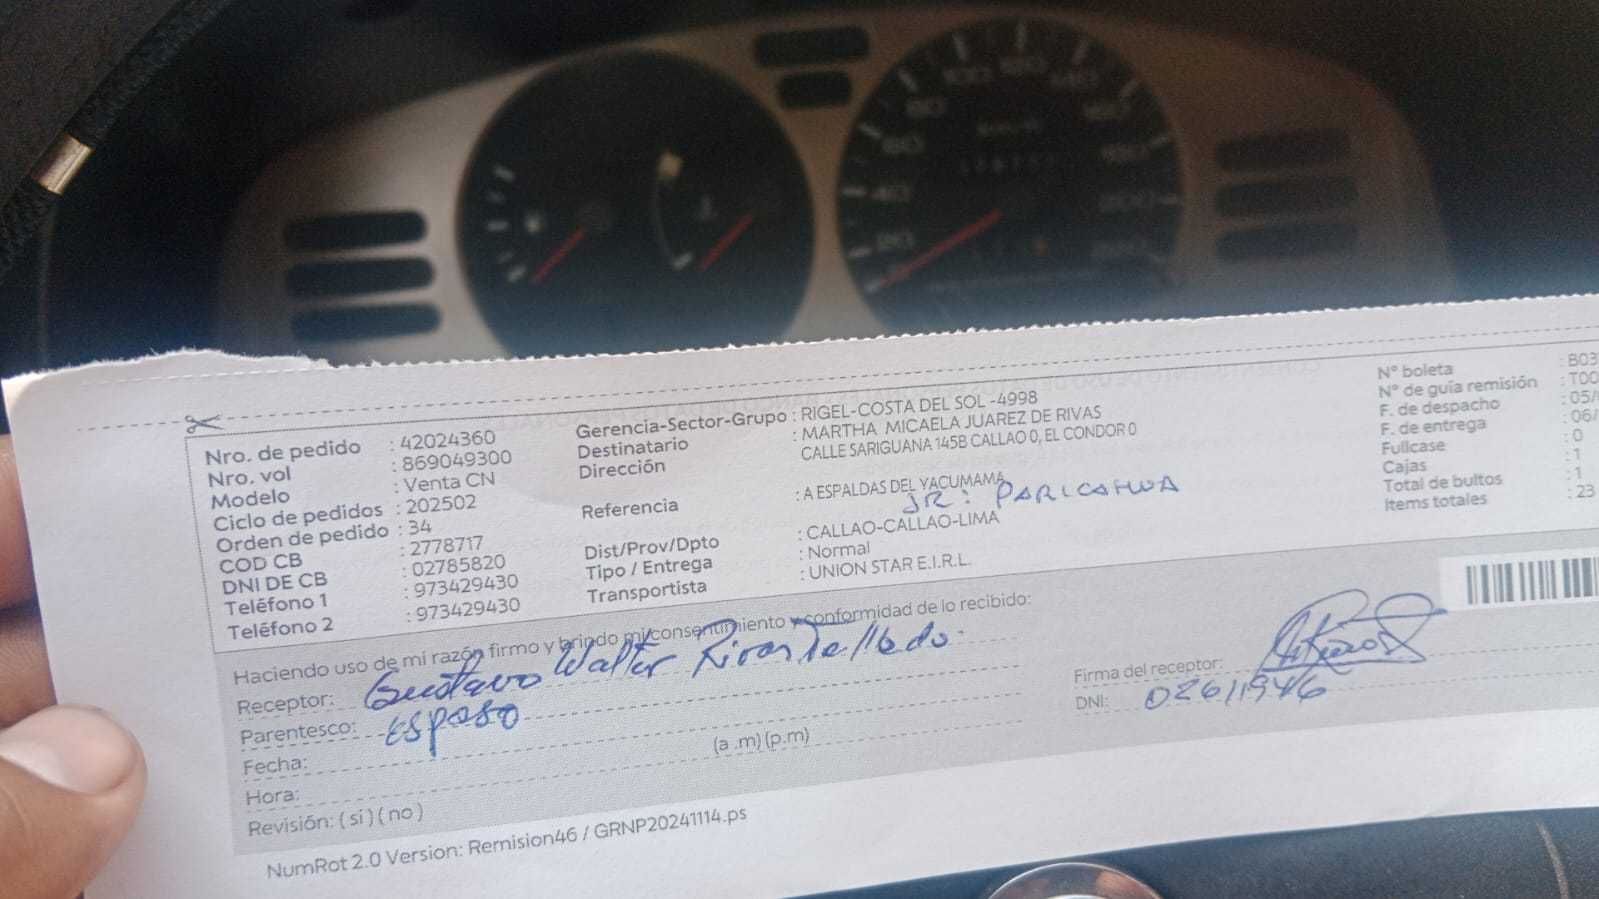 Nro. de pedido : 42024360
Nro. vol : 869049300
Modelo : Venta CN
Ciclo de pedidos : 202502
Orden de pedido : 34
COD CB : 2778717
DNI DE CB : 02785820
Teléfono 1 : 973429430
Teléfono 2 : 973429430
Gerencia-Sector-Grupo : RIGEL-COSTA DEL SOL -4998
Destinatario : MARTHA MICAELA JUAREZ DE RIVAS
Dirección CALLE SARIGUANA 145B CALLAO 0, EL CONDOR 0
Referencia : A ESPALDAS DEL YACUMAMA
JR: PARICAHUA
Dist/Prov/Dpto : CALLAO-CALLAO-LIMA
Tipo / Entrega : Normal
Transportista : UNION STAR E.I.R.L.
N° boleta : B03
N° de guía remisión : T00
F. de despacho : 05/
F. de entrega : 06/
Fullcase : 0
Cajas : 1
Total de bultos : 1
Items totales : 23
Haciendo uso de mi razón firmo y brindo mi consentimiento y conformidad de lo recibido:
Receptor: Gustavo Walter Rivas
Parentesco: Esposo
Fecha:
Hora: (a .m) (p.m)
Revisión: ( si ) ( no )
Firma del receptor:
DNI: 02611946
NumRot 2.0 Version: Remision46 / GRNP20241114.ps